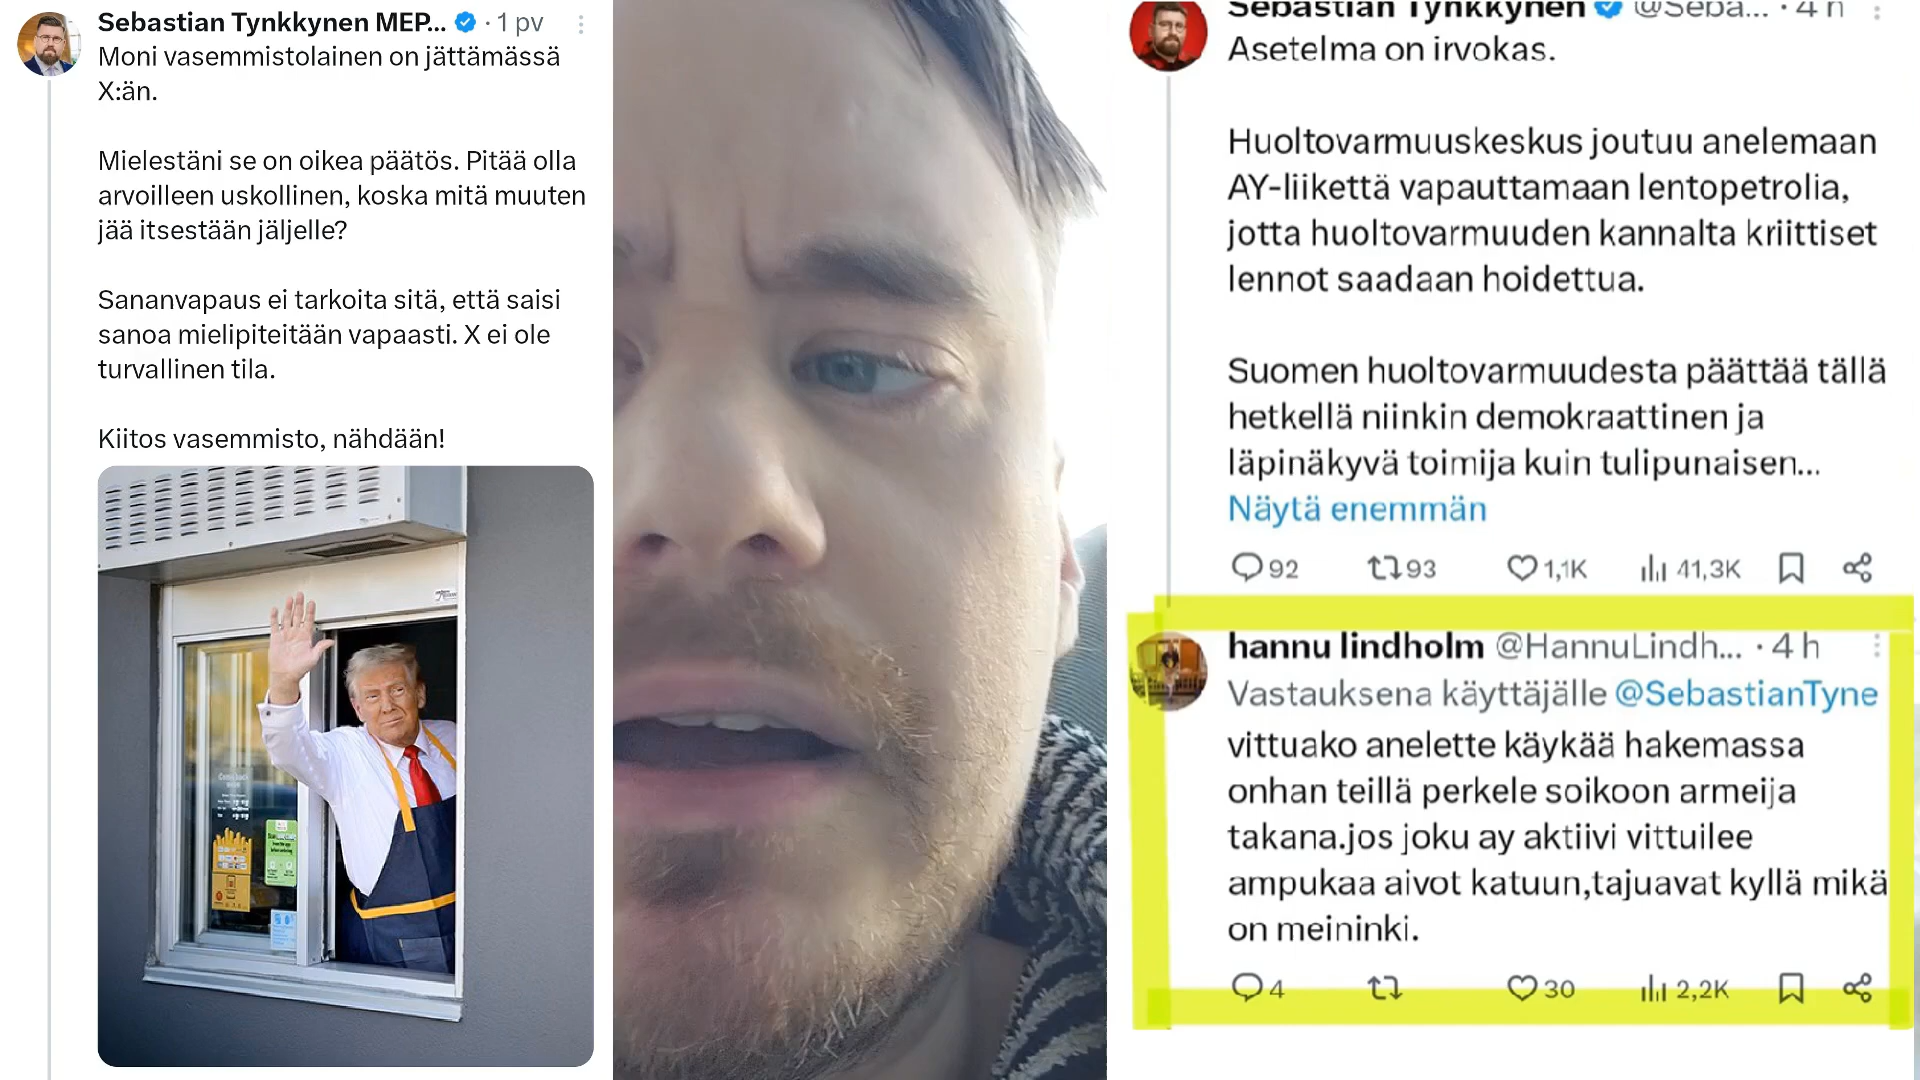 Sebastian Tynkkynen MEP... · 1 pv
Moni vasemmistolainen on jättämässä
X:än.
Mielestäni se on oikea päätös. Pitää olla
arvoilleen uskollinen, koska mitä muuten
jää itsestään jäljelle?
Sananvapaus ei tarkoita sitä, että saisi
sanoa mielipiteitään vapaasti. X ei ole
turvallinen tila.
Kiitos vasemmisto, nähdään!
Sebastian Tynkkynen @Seba... · 4 h
Asetelma on irvokas.
Huoltovarmuuskeskus joutuu anelemaan
AY-liikettä vapauttamaan lentopetrolia,
jotta huoltovarmuuden kannalta kriittiset
lennot saadaan hoidettua.
Suomen huoltovarmuudesta päättää tällä
hetkellä niinkin demokraattinen ja
läpinäkyvä toimija kuin tulipunaisen...
Näytä enemmän
92 93 1,1K 41,3K
hannu lindholm @HannuLindh... · 4 h
Vastauksena käyttäjälle @SebastianTyne
vittuako anelette käykää hakemassa
onhan teillä perkele soikoon armeija
takana.jos joku ay aktiivi vittuilee
ampukaa aivot katuun,tajuavat kyllä mikä
on meininki.
4 30 2,2K